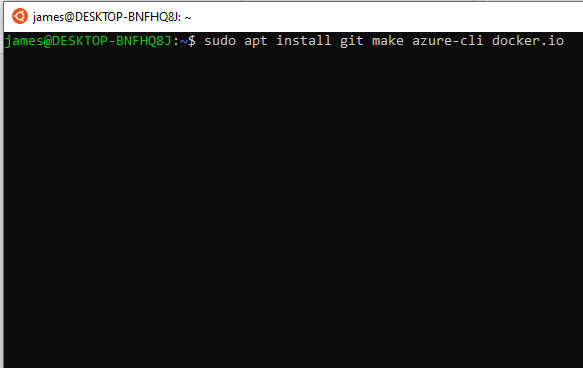 james@DESKTOP-BNFHQ8J: ~
james@DESKTOP-BNFHQ8J:~$ sudo apt install git make azure-cli docker.io